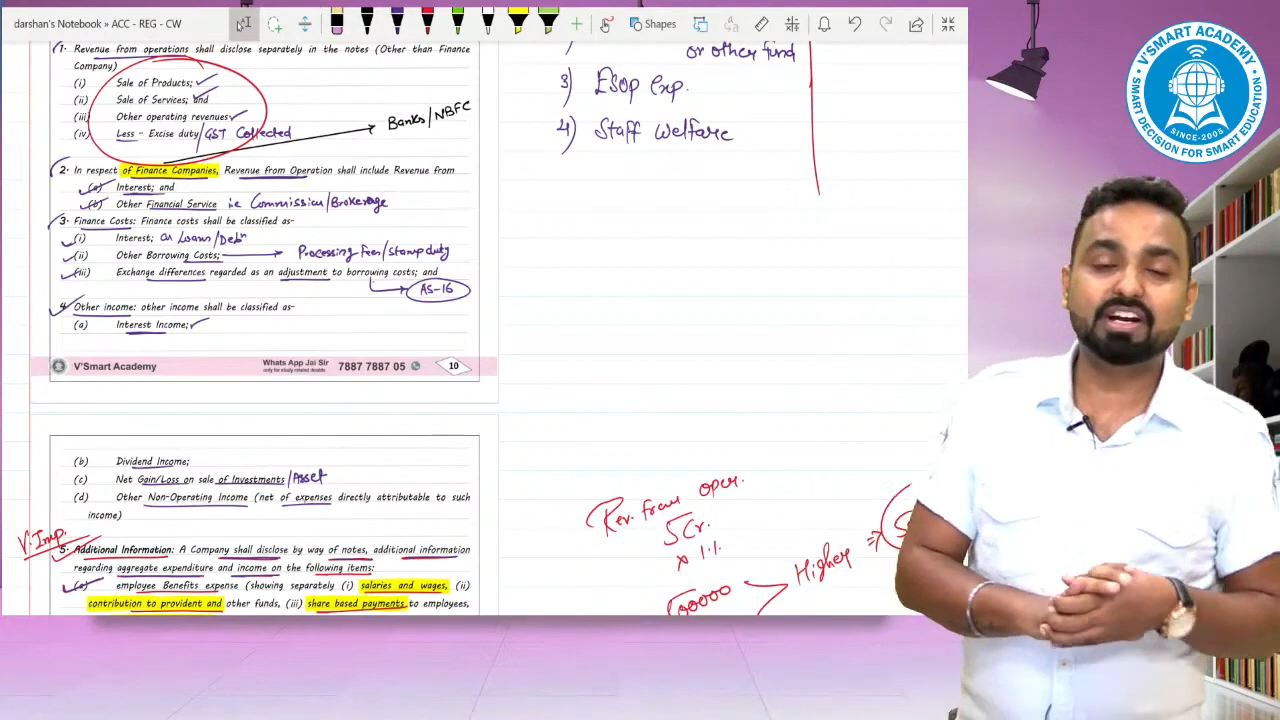 darshan's Notebook » ACC - REG - CW
Shapes
1. Revenue from operations shall disclose separately in the notes (Other than Finance
Company)
(i) Sale of Products;
(ii) Sale of Services; and
(iii) Other operating revenues
(iv) Less - Excise duty/GST Collected
Banks/NBFC
2. In respect of Finance Companies, Revenue from Operation shall include Revenue from
(a) Interest; and
(b) Other Financial Service ie Commission/Brokerage
3. Finance Costs: Finance costs shall be classified as-
(i) Interest; on Loans/Debn
(ii) Other Borrowing Costs; Processing Fees/stamp duty
(iii) Exchange differences regarded as an adjustment to borrowing costs; and
AS-16
4. Other income: other income shall be classified as-
(a) Interest Income;
V'Smart Academy
Whats App Jai Sir
only for study related doubts
7887 7887 05
10
(b) Dividend Income;
(c) Net Gain/Loss on sale of Investments/Asset
(d) Other Non-Operating Income (net of expenses directly attributable to such
income)
V.Imp.
5. Additional Information: A Company shall disclose by way of notes, additional information
regarding aggregate expenditure and income on the following items:
(a) employee Benefits expense (showing separately (i) salaries and wages, (ii)
contribution to provident and other funds, (iii) share based payments to employees,
or other fund
3) ESOP Exp.
4) Staff Welfare
Rev. from oper.
5Cr.
x 1%
500000
Higher
V'SMART ACADEMY
SMART DECISION FOR SMART EDUCATION
SINCE-2005